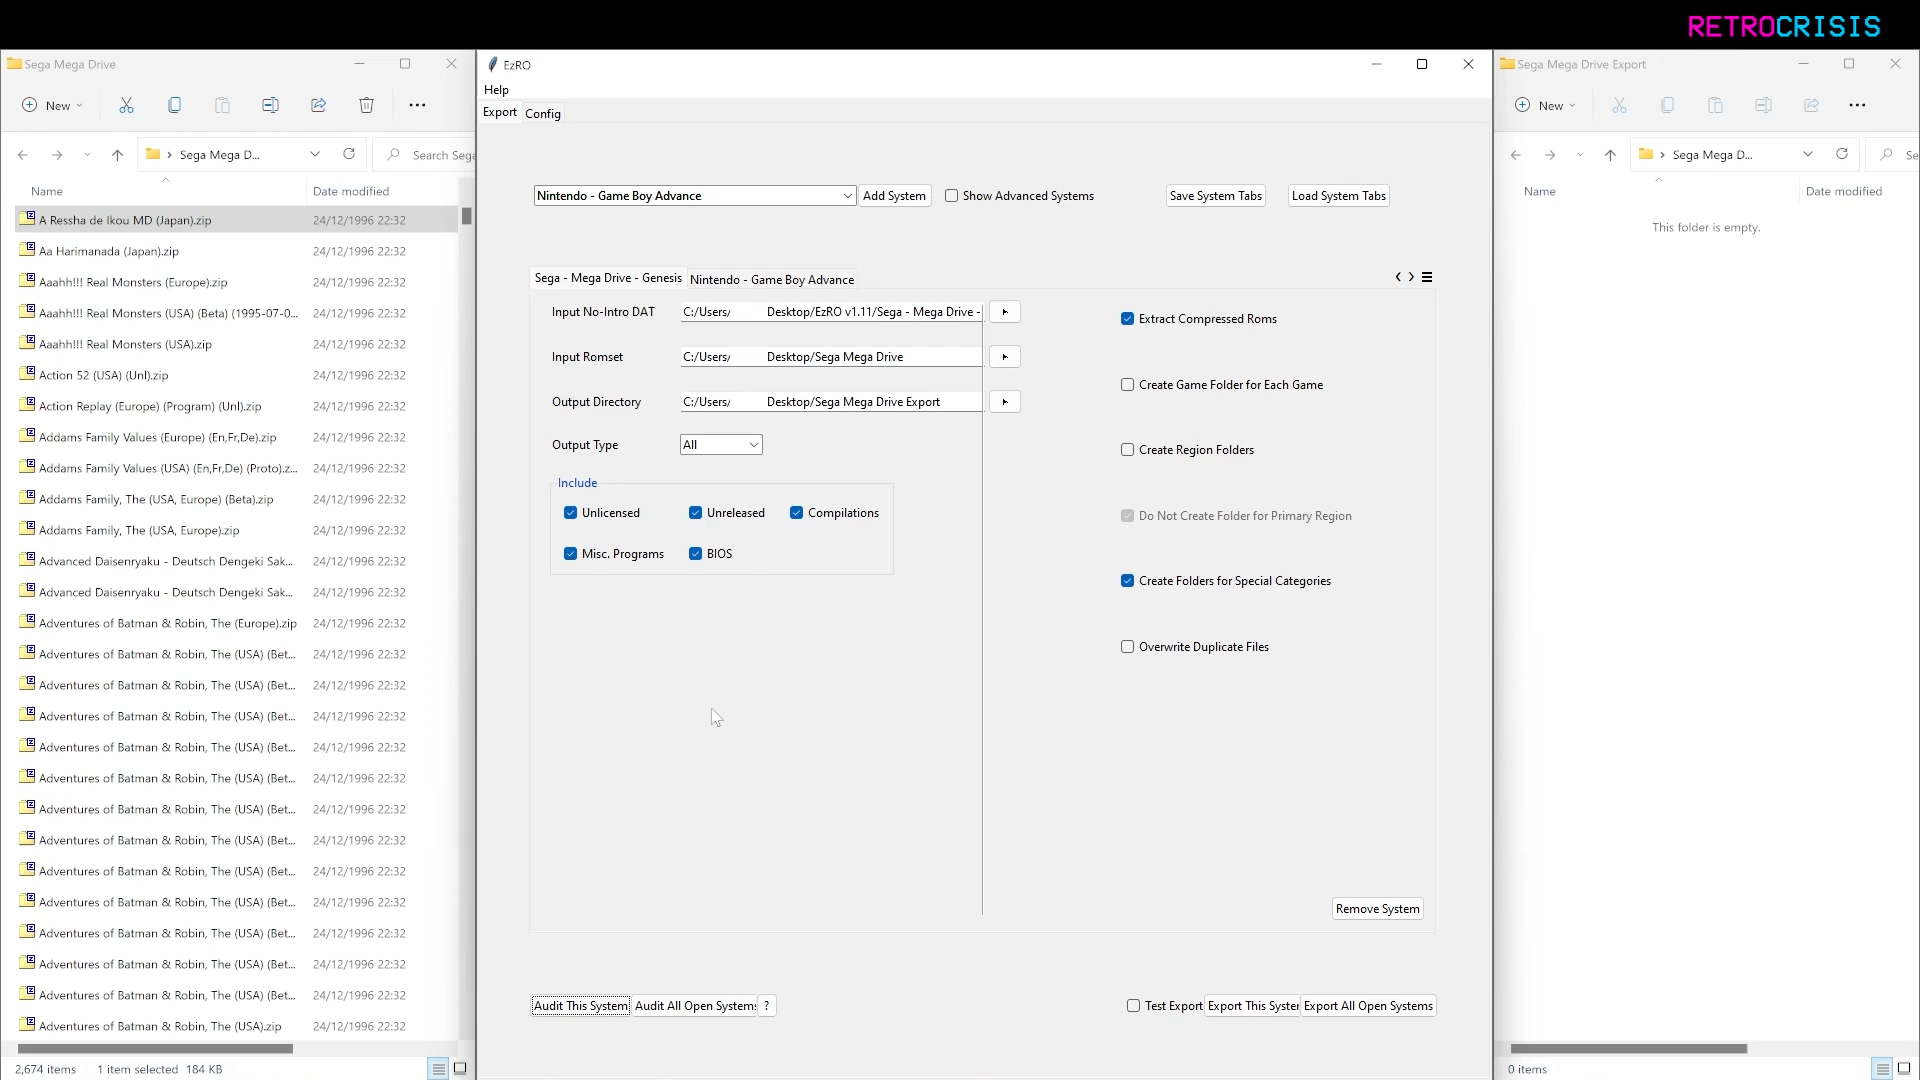 RETROCRISIS
Sega Mega Drive
New
Sega Mega D...
Search Sega
Name
Date modified
A Ressha de Ikou MD (Japan).zip 24/12/1996 22:32
Aa Harimanada (Japan).zip 24/12/1996 22:32
Aaahh!!! Real Monsters (Europe).zip 24/12/1996 22:32
Aaahh!!! Real Monsters (USA) (Beta) (1995-07-0... 24/12/1996 22:32
Aaahh!!! Real Monsters (USA).zip 24/12/1996 22:32
Action 52 (USA) (Unl).zip 24/12/1996 22:32
Action Replay (Europe) (Program) (Unl).zip 24/12/1996 22:32
Addams Family Values (Europe) (En,Fr,De).zip 24/12/1996 22:32
Addams Family Values (USA) (En,Fr,De) (Proto).z... 24/12/1996 22:32
Addams Family, The (USA, Europe) (Beta).zip 24/12/1996 22:32
Addams Family, The (USA, Europe).zip 24/12/1996 22:32
Advanced Daisenryaku - Deutsch Dengeki Sak... 24/12/1996 22:32
Advanced Daisenryaku - Deutsch Dengeki Sak... 24/12/1996 22:32
Adventures of Batman & Robin, The (Europe).zip 24/12/1996 22:32
Adventures of Batman & Robin, The (USA) (Bet... 24/12/1996 22:32
Adventures of Batman & Robin, The (USA) (Bet... 24/12/1996 22:32
Adventures of Batman & Robin, The (USA) (Bet... 24/12/1996 22:32
Adventures of Batman & Robin, The (USA) (Bet... 24/12/1996 22:32
Adventures of Batman & Robin, The (USA) (Bet... 24/12/1996 22:32
Adventures of Batman & Robin, The (USA) (Bet... 24/12/1996 22:32
Adventures of Batman & Robin, The (USA) (Bet... 24/12/1996 22:32
Adventures of Batman & Robin, The (USA) (Bet... 24/12/1996 22:32
Adventures of Batman & Robin, The (USA) (Bet... 24/12/1996 22:32
Adventures of Batman & Robin, The (USA) (Bet... 24/12/1996 22:32
Adventures of Batman & Robin, The (USA) (Bet... 24/12/1996 22:32
Adventures of Batman & Robin, The (USA) (Bet... 24/12/1996 22:32
Adventures of Batman & Robin, The (USA).zip 24/12/1996 22:32
2,674 items 1 item selected 184 KB
EzRO
Help
Export Config
Nintendo - Game Boy Advance
Add System
Show Advanced Systems
Save System Tabs
Load System Tabs
Sega - Mega Drive - Genesis
Nintendo - Game Boy Advance
Input No-Intro DAT C:/Users/ Desktop/EzRO v1.11/Sega - Mega Drive -
Input Romset C:/Users/ Desktop/Sega Mega Drive
Output Directory C:/Users/ Desktop/Sega Mega Drive Export
Output Type All
Include
Unlicensed Unreleased Compilations
Misc. Programs BIOS
Extract Compressed Roms
Create Game Folder for Each Game
Create Region Folders
Do Not Create Folder for Primary Region
Create Folders for Special Categories
Overwrite Duplicate Files
Remove System
Audit This System Audit All Open Systems ?
Test Export Export This System Export All Open Systems
Sega Mega Drive Export
New
Sega Mega D...
Se
Name
Date modified
This folder is empty.
0 items